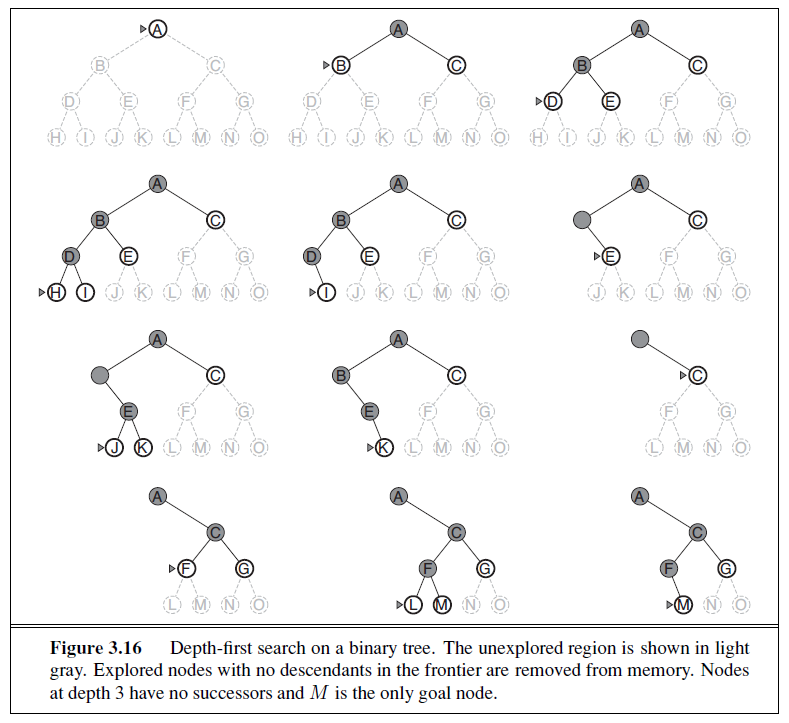 A
B C
D E F G
H I J K L M N O
A
B C
D E F G
H I J K L M N O
A
B C
D E F G
H I J K L M N O
A
B C
D E F G
H I J K L M N O
A
B C
D E F G
I J K L M N O
A
C
E F G
J K L M N O
A
C
E F G
J K L M N O
A
B C
E F G
K L M N O
C
F G
L M N O
A
C
F G
L M N O
A
C
F G
L M N O
A
C
F G
M N O
Figure 3.16 Depth-first search on a binary tree. The unexplored region is shown in light
gray. Explored nodes with no descendants in the frontier are removed from memory. Nodes
at depth 3 have no successors and M is the only goal node.